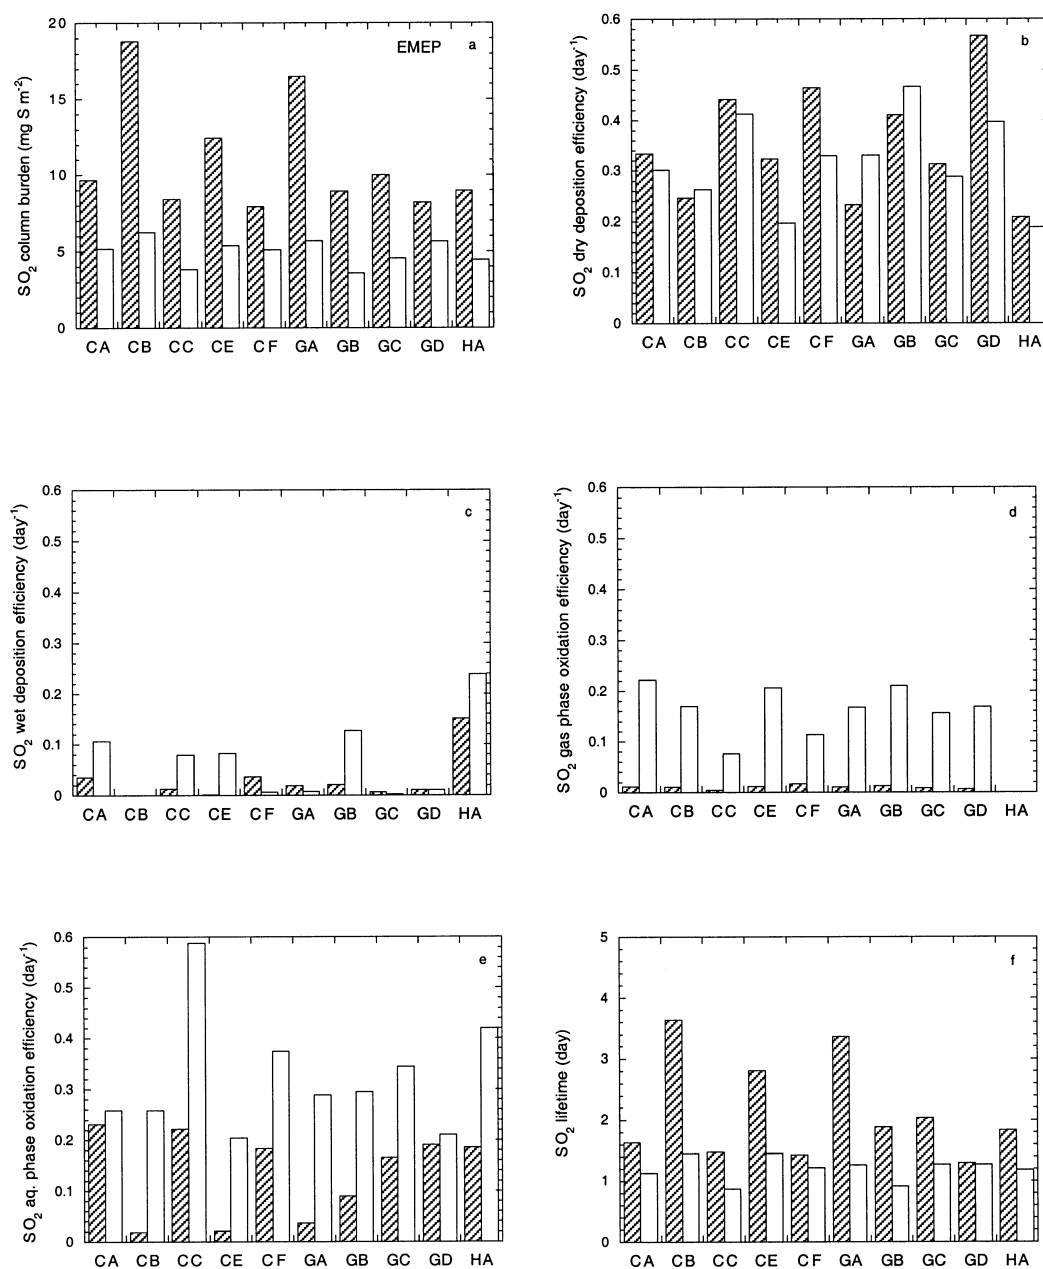 SO2 column burden (mg S m-2)
20
15
10
5
0
EMEP a
CA CB CC CE CF GA GB GC GD HA
SO2 dry deposition efficiency (day-1)
0.6
0.5
0.4
0.3
0.2
0.1
0
b
CA CB CC CE CF GA GB GC GD HA
SO2 wet deposition efficiency (day-1)
0.6
0.5
0.4
0.3
0.2
0.1
0
c
CA CB CC CE CF GA GB GC GD HA
SO2 gas phase oxidation efficiency (day-1)
0.6
0.5
0.4
0.3
0.2
0.1
0
d
CA CB CC CE CF GA GB GC GD HA
SO2 aq. phase oxidation efficiency (day-1)
0.6
0.5
0.4
0.3
0.2
0.1
0
e
CA CB CC CE CF GA GB GC GD HA
SO2 lifetime (day)
5
4
3
2
1
0
f
CA CB CC CE CF GA GB GC GD HA